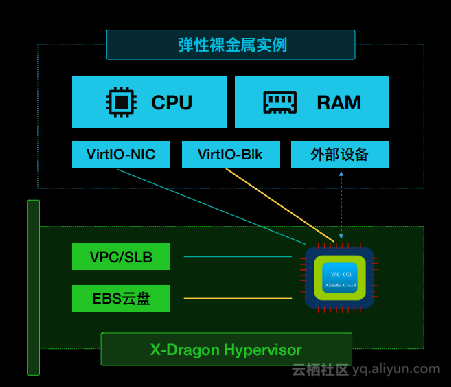 弹性裸金属实例
CPU
RAM
VirtIO-NIC
VirtIO-Blk
外部设备
VPC/SLB
EBS云盘
X-Dragon Hypervisor
云栖社区 yq.aliyun.com